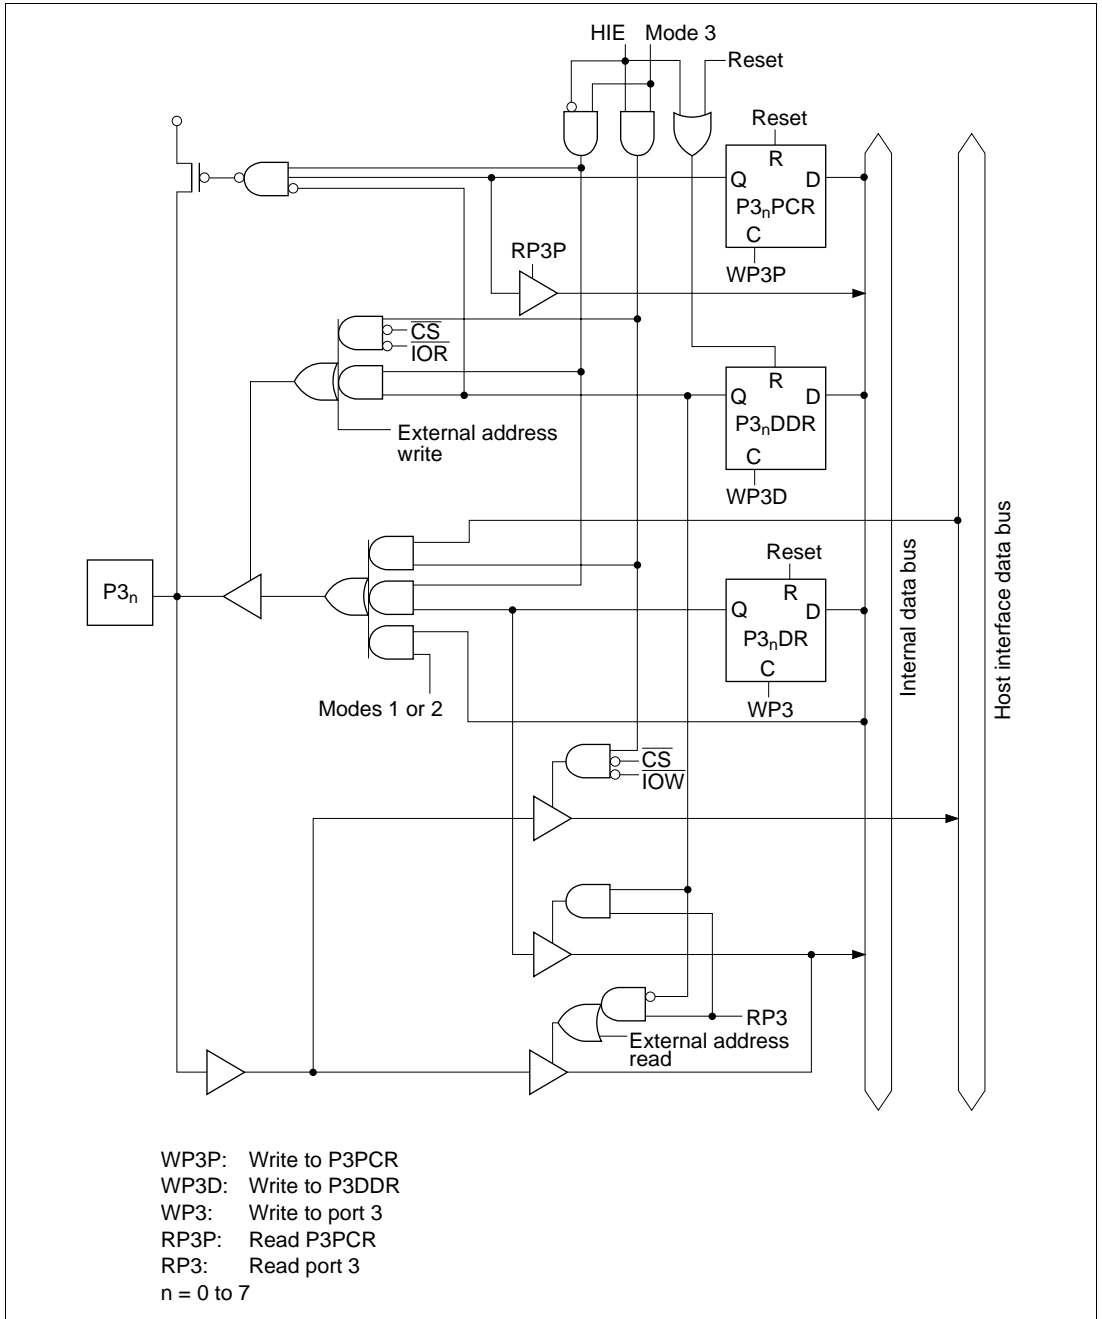 HIE Mode 3
Reset
Reset
R
Q D
P3nPCR
C
RP3P
WP3P
CS
IOR
R
Q D
P3nDDR
External address
write
C
WP3D
Reset
P3n
R
Q D
P3nDR
C
Modes 1 or 2
WP3
CS
IOW
RP3
External address
read
Internal data bus
Host interface data bus
WP3P: Write to P3PCR
WP3D: Write to P3DDR
WP3: Write to port 3
RP3P: Read P3PCR
RP3: Read port 3
n = 0 to 7